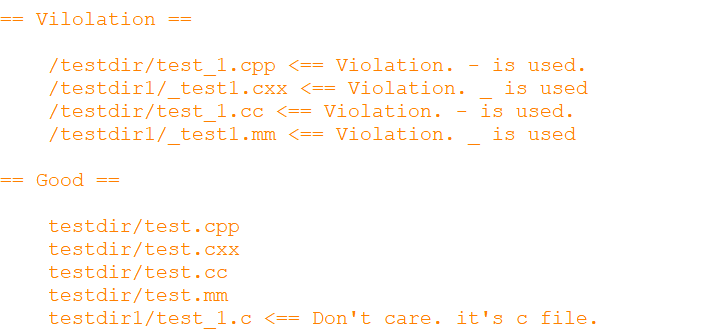 == Vilolation ==
/testdir/test_1.cpp <== Violation. - is used.
/testdir1/_test1.cxx <== Violation. _ is used
/testdir/test_1.cc <== Violation. - is used.
/testdir1/_test1.mm <== Violation. _ is used
== Good ==
testdir/test.cpp
testdir/test.cxx
testdir/test.cc
testdir/test.mm
testdir1/test_1.c <== Don't care. it's c file.